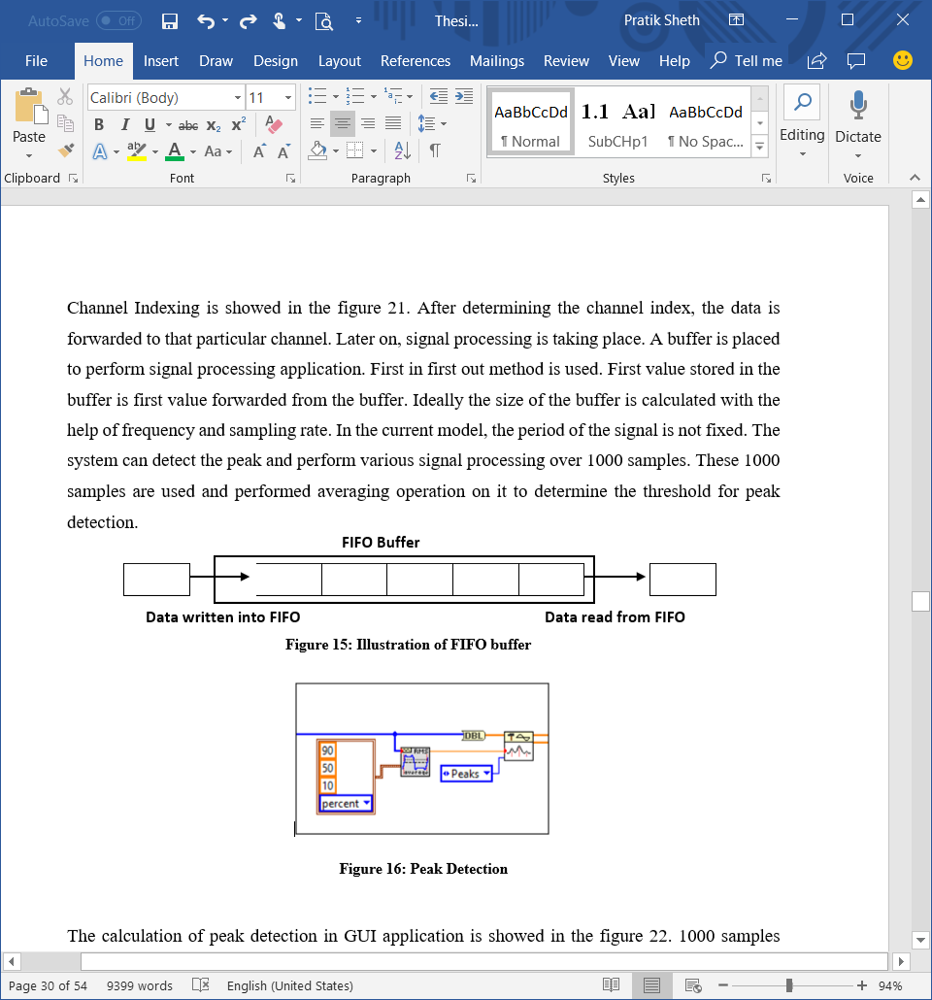 AutoSave Off Thesi... Pratik Sheth
File Home Insert Draw Design Layout References Mailings Review View Help Tell me
Calibri (Body) 11
AaBbCcDd 1.1 Aal AaBbCcDd
¶ Normal SubCHp1 ¶ No Spac...
Paste
B I U abc x₂ x²
A aby A Aa A A
Editing Dictate
Clipboard Font Paragraph Styles Voice
Channel Indexing is showed in the figure 21. After determining the channel index, the data is
forwarded to that particular channel. Later on, signal processing is taking place. A buffer is placed
to perform signal processing application. First in first out method is used. First value stored in the
buffer is first value forwarded from the buffer. Ideally the size of the buffer is calculated with the
help of frequency and sampling rate. In the current model, the period of the signal is not fixed. The
system can detect the peak and perform various signal processing over 1000 samples. These 1000
samples are used and performed averaging operation on it to determine the threshold for peak
detection.
FIFO Buffer
Data written into FIFO Data read from FIFO
Figure 15: Illustration of FIFO buffer
DBL
90
RMS
50
Peaks
10
percent
Figure 16: Peak Detection
The calculation of peak detection in GUI application is showed in the figure 22. 1000 samples
Page 30 of 54 9399 words English (United States) 94%